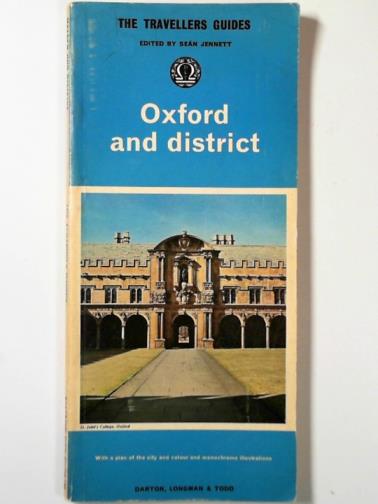 THE TRAVELLERS GUIDES
EDITED BY SEÁN JENNETT
Oxford
and district
St. John's College, Oxford
With a plan of the city and colour and monochrome illustrations
DARTON, LONGMAN & TODD